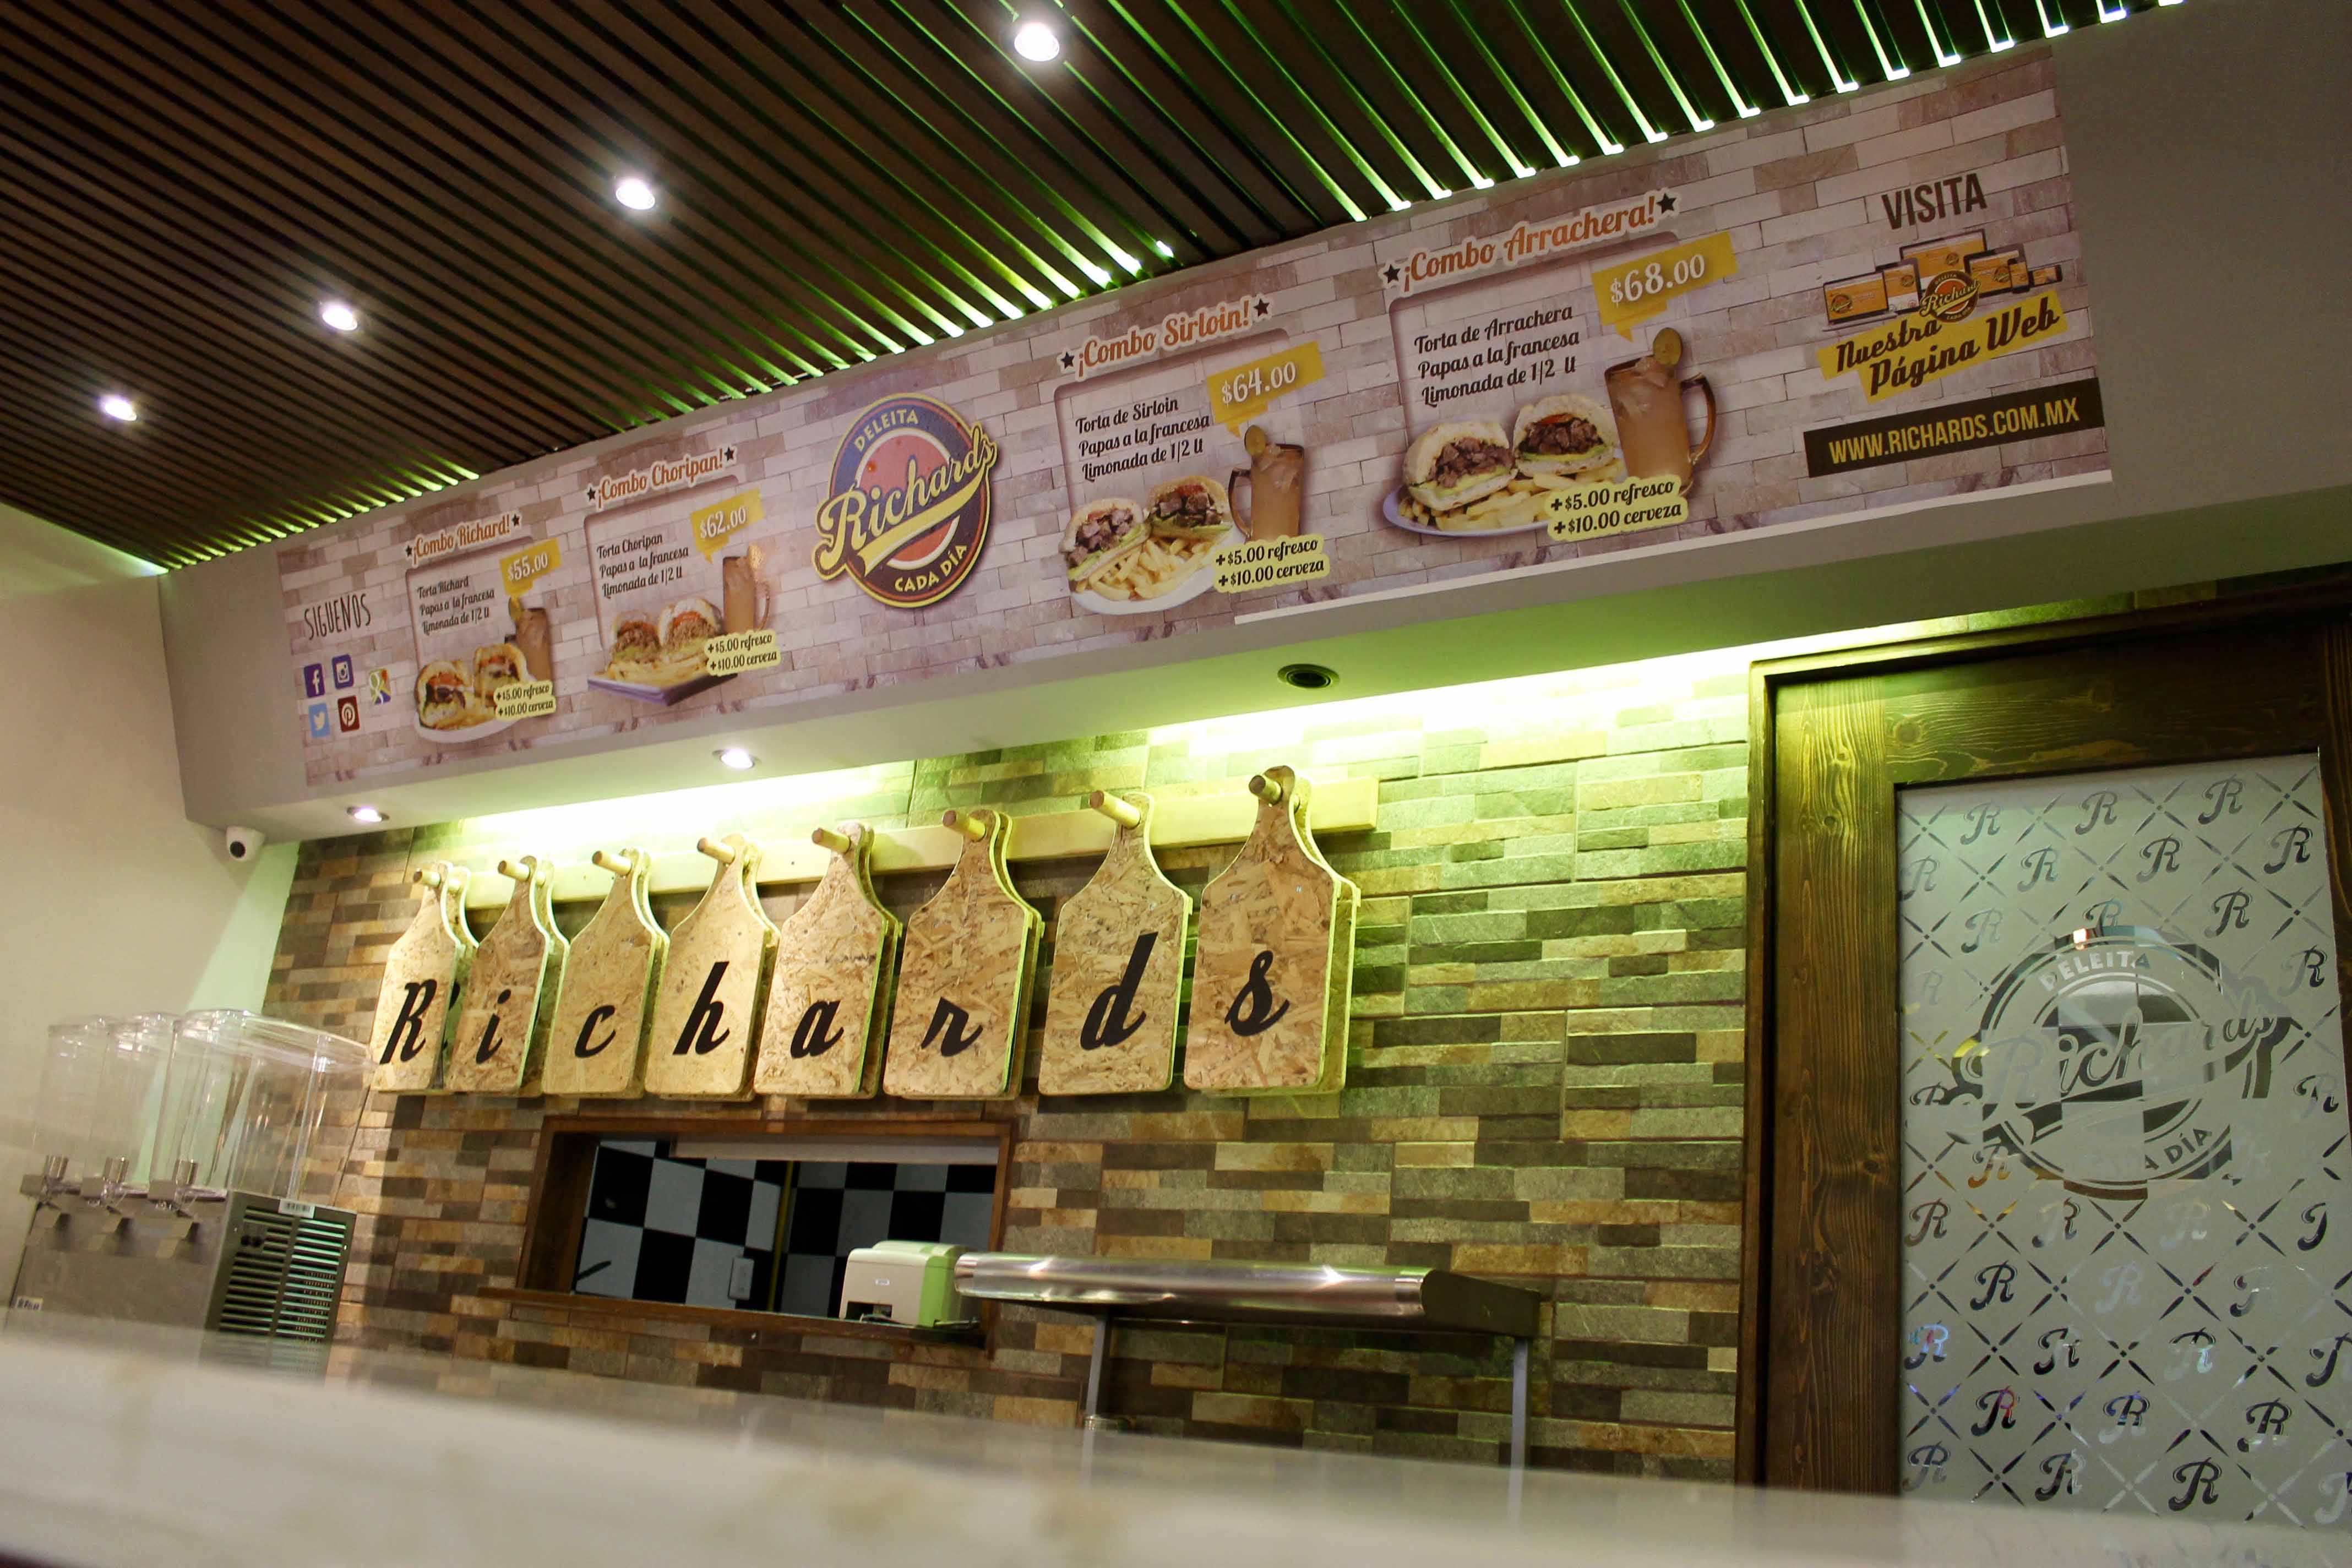 SIGUENOS
¡Combo Richard!
$55.00
Torta Richard
Papas a la francesa
Limonada de 1/2 lt
+$5.00 refresco
+$10.00 cerveza
¡Combo Choripan!
$62.00
Torta Choripan
Papas a la francesa
Limonada de 1/2 lt
+$5.00 refresco
+$10.00 cerveza
DELEITA
Richards
CADA DÍA
¡Combo Sirloin!
$64.00
Torta de Sirloin
Papas a la francesa
Limonada de 1/2 lt
+$5.00 refresco
+$10.00 cerveza
¡Combo Arrachera!
$68.00
Torta de Arrachera
Papas a la francesa
Limonada de 1/2 lt
+$5.00 refresco
+$10.00 cerveza
VISITA
Richards
Nuestra
Página Web
WWW.RICHARDS.COM.MX
Richards
DELEITA
Richards
CADA DÍA